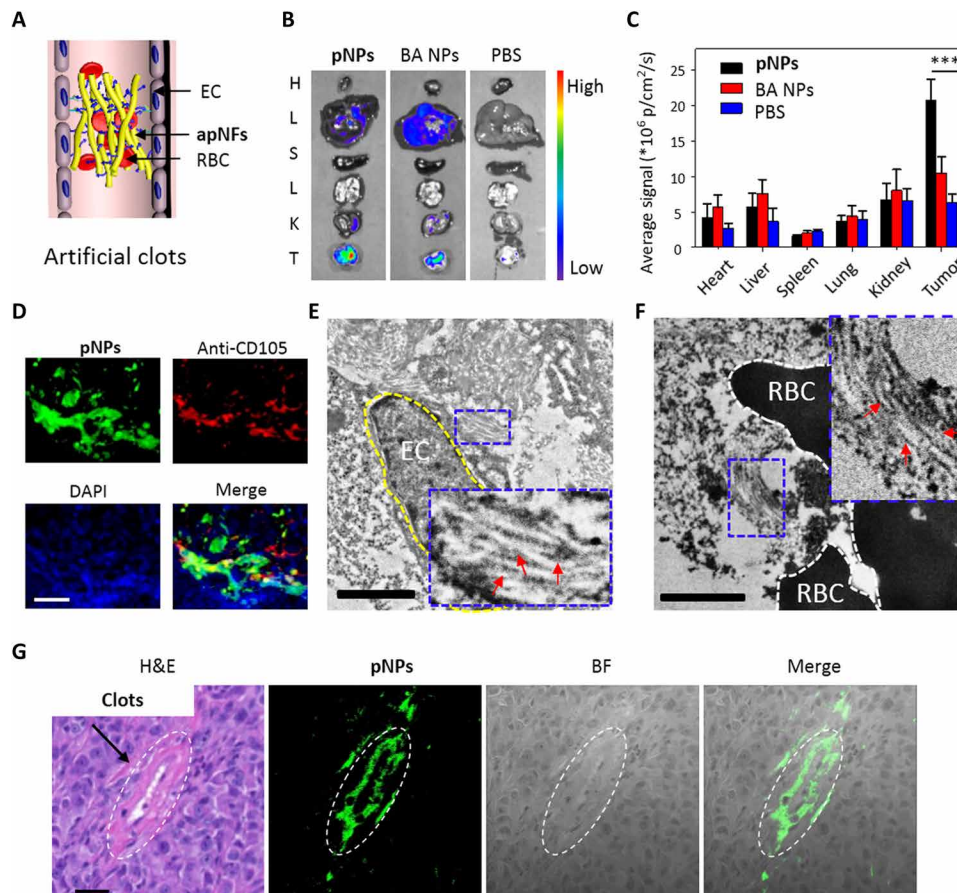 A
EC
apNFs
RBC
Artificial clots
B
pNPs BA NPs PBS
H
L
S
L
K
T
High
Low
C
Average signal (*10⁶ p/cm²/s)
25
20
15
10
5
0
pNPs
BA NPs
PBS
***
Heart Liver Spleen Lung Kidney Tumor
D
pNPs Anti-CD105
DAPI Merge
E
EC
F
RBC
RBC
G
H&E pNPs BF Merge
Clots